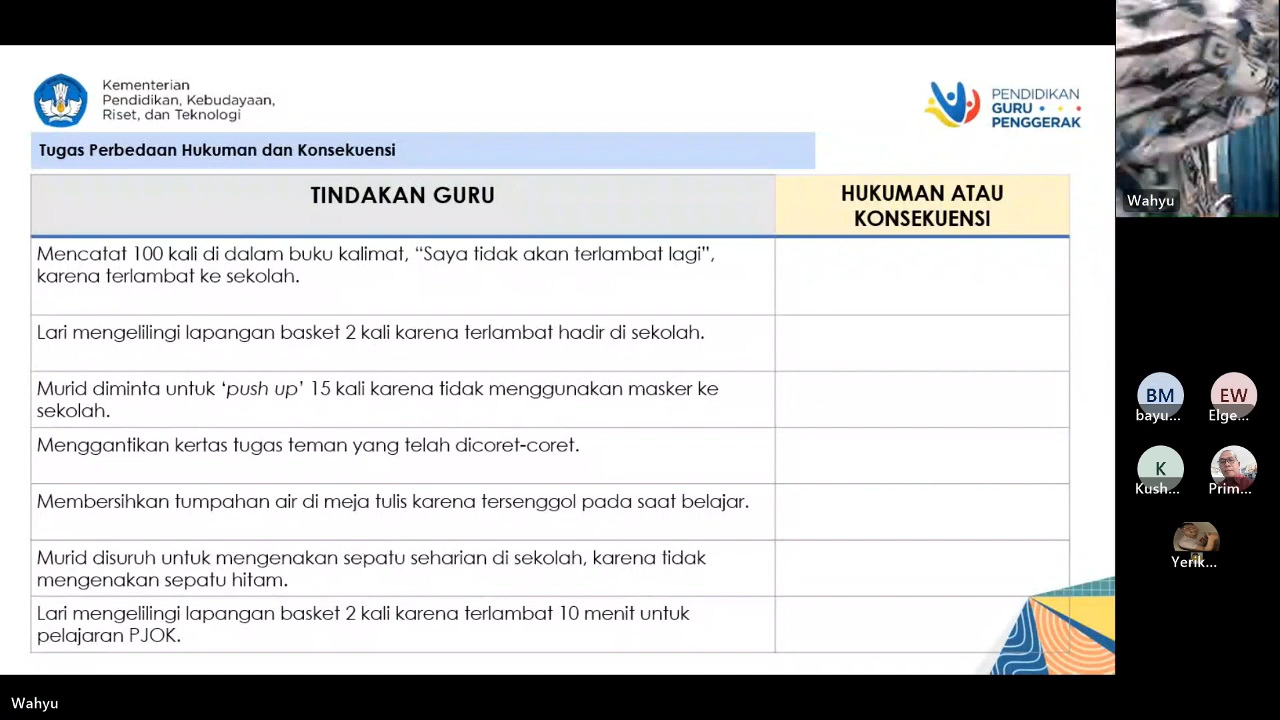 Kementerian
Pendidikan, Kebudayaan,
Riset, dan Teknologi
PENDIDIKAN
GURU
PENGGERAK
Tugas Perbedaan Hukuman dan Konsekuensi
TINDAKAN GURU
HUKUMAN ATAU
KONSEKUENSI
Mencatat 100 kali di dalam buku kalimat, “Saya tidak akan terlambat lagi”,
karena terlambat ke sekolah.
Lari mengelilingi lapangan basket 2 kali karena terlambat hadir di sekolah.
Murid diminta untuk ‘push up’ 15 kali karena tidak menggunakan masker ke
sekolah.
Menggantikan kertas tugas teman yang telah dicoret-coret.
Membersihkan tumpahan air di meja tulis karena tersenggol pada saat belajar.
Murid disuruh untuk mengenakan sepatu seharian di sekolah, karena tidak
mengenakan sepatu hitam.
Lari mengelilingi lapangan basket 2 kali karena terlambat 10 menit untuk
pelajaran PJOK.
Wahyu
BM
bayu...
EW
Elge...
K
Kush...
Prim...
Yerik...
Wahyu